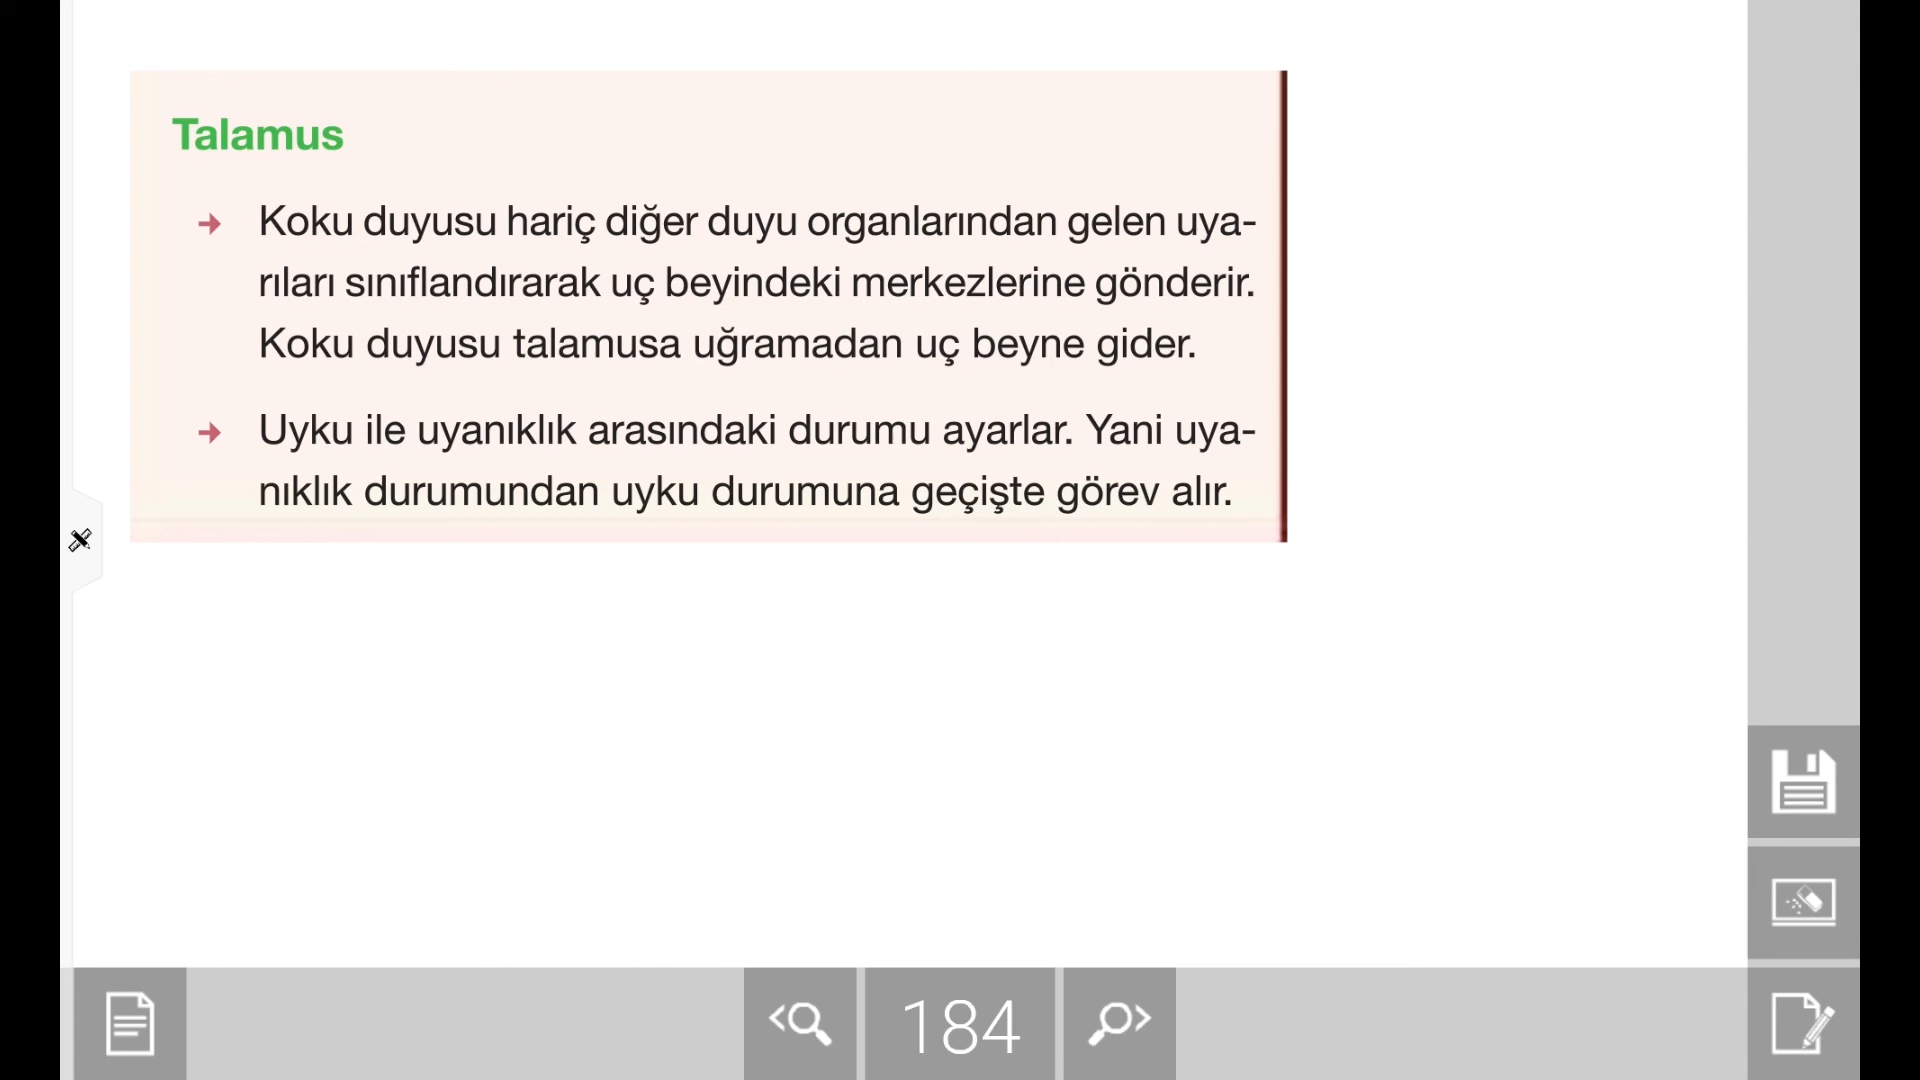 Talamus
Koku duyusu hariç diğer duyu organlarından gelen uya-
rıları sınıflandırarak uç beyindeki merkezlerine gönderir.
Koku duyusu talamusa uğramadan uç beyne gider.
Uyku ile uyanıklık arasındaki durumu ayarlar. Yani uya-
nıklık durumundan uyku durumuna geçişte görev alır.
184